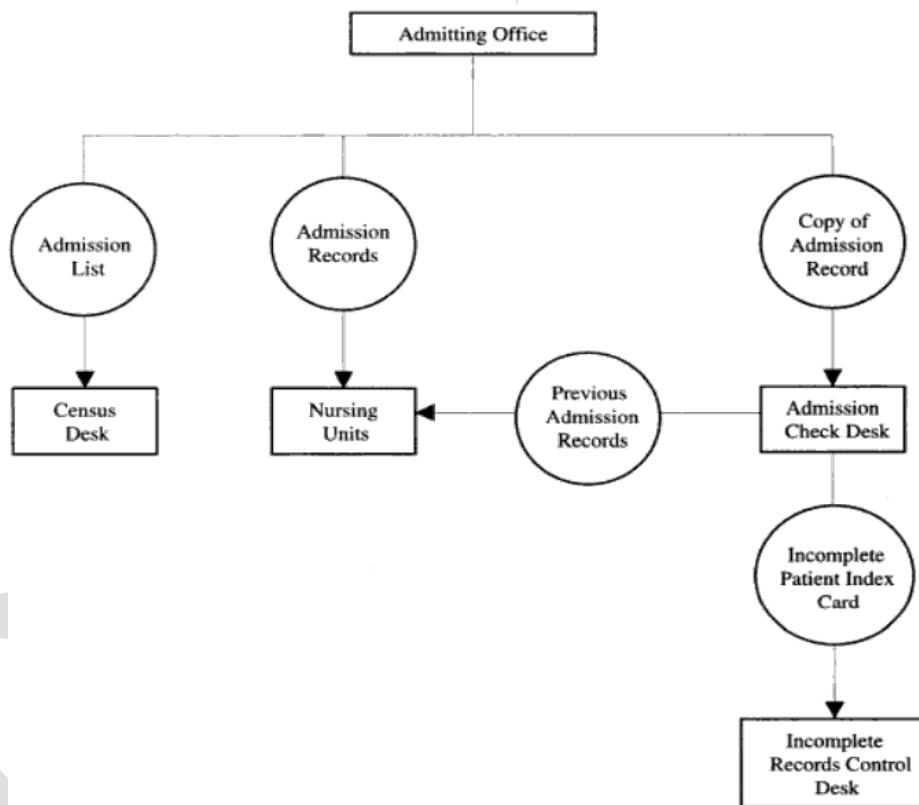 Admitting Office
Admission
List
Admission
Records
Copy of
Admission
Record
Census
Desk
Nursing
Units
Previous
Admission
Records
Admission
Check Desk
Incomplete
Patient Index
Card
Incomplete
Records Control
Desk